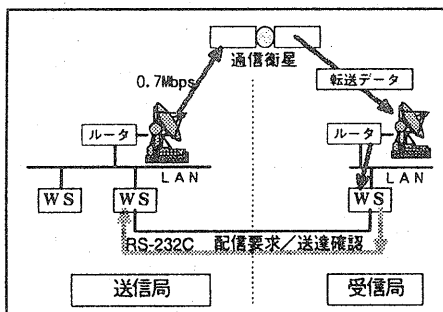 通信衛星
0.7Mbps
転送データ
ルータ
ルータ
LAN
LAN
WS
WS
WS
RS-232C 配信要求／送達確認
送信局
受信局